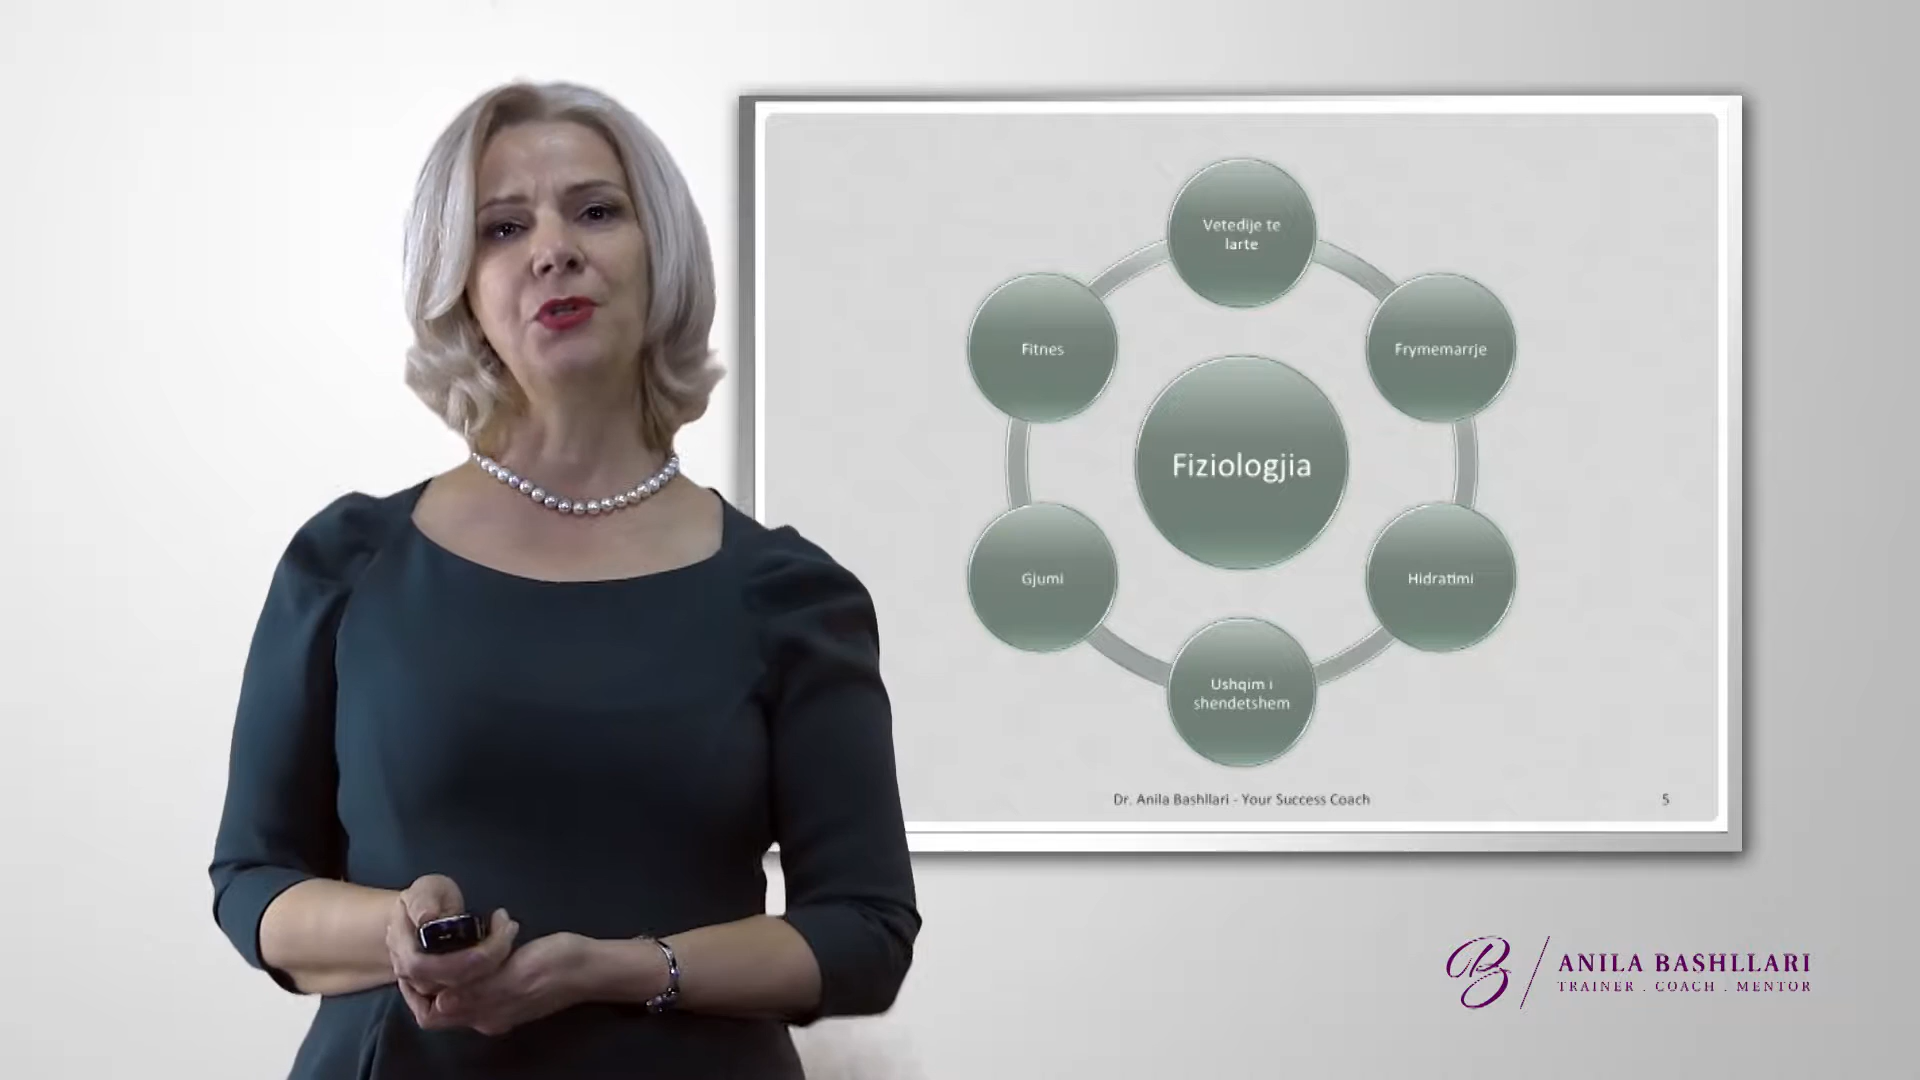 Vetedije te
larte
Fitnes
Frymemarrje
Fiziologjia
Gjumi
Hidratimi
Ushqim i
shendetshem
Dr. Anila Bashllari - Your Success Coach
5
B
ANILA BASHLLARI
TRAINER . COACH . MENTOR